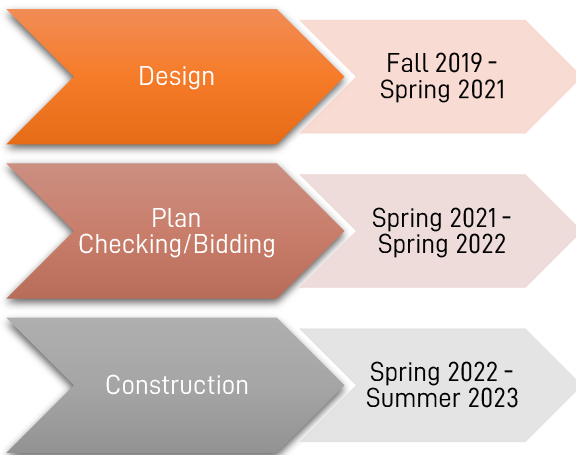 Design
Fall 2019 -
Spring 2021
Plan
Checking/Bidding
Spring 2021 -
Spring 2022
Construction
Spring 2022 -
Summer 2023